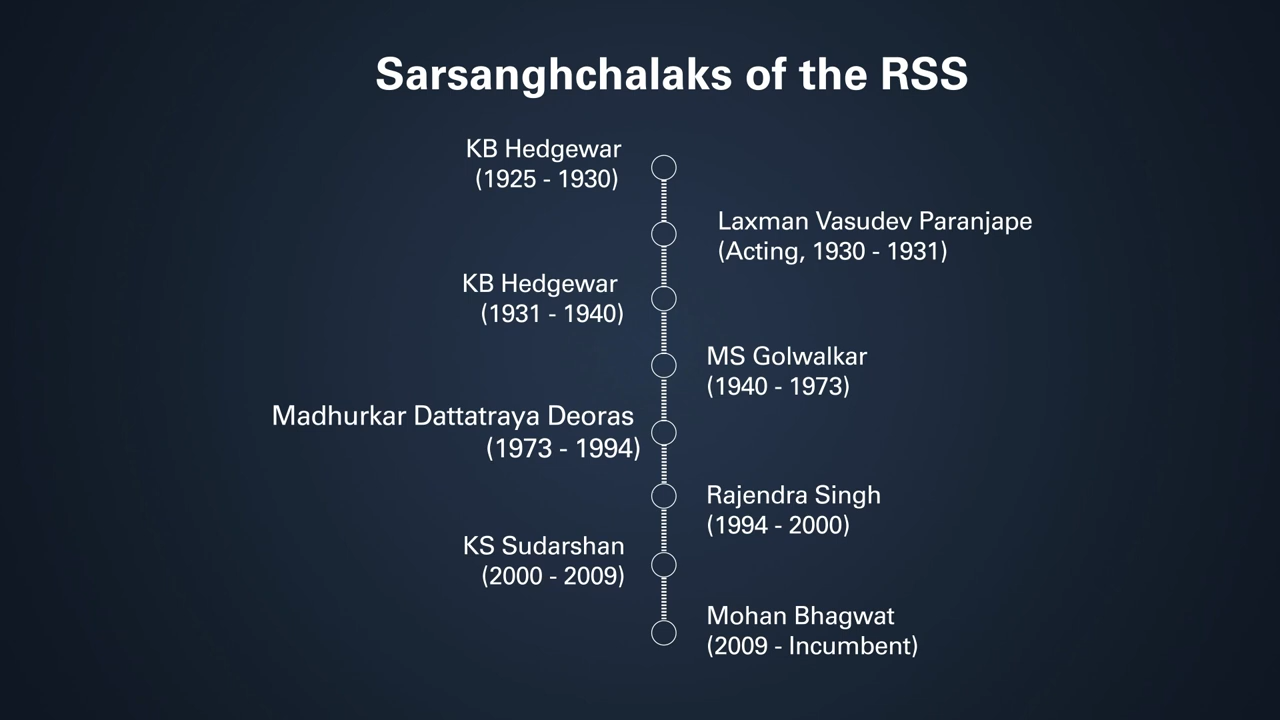 Sarsanghchalaks of the RSS
KB Hedgewar
(1925 - 1930)
Laxman Vasudev Paranjape
(Acting, 1930 - 1931)
KB Hedgewar
(1931 - 1940)
MS Golwalkar
(1940 - 1973)
Madhurkar Dattatraya Deoras
(1973 - 1994)
Rajendra Singh
(1994 - 2000)
KS Sudarshan
(2000 - 2009)
Mohan Bhagwat
(2009 - Incumbent)